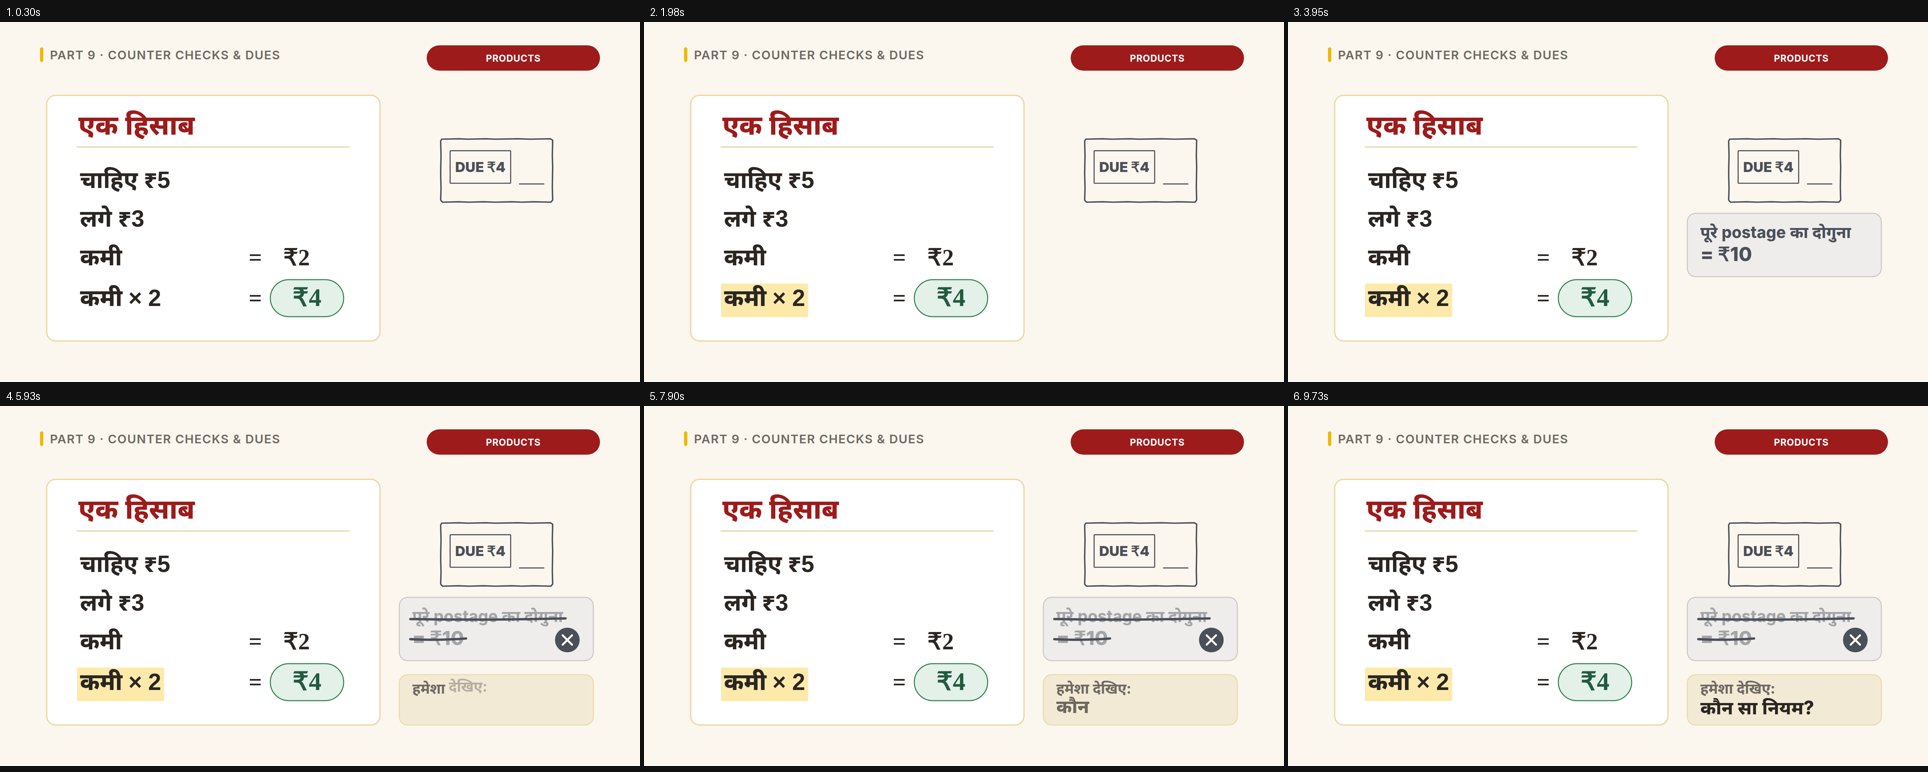 1. 0.30s
PART 9 · COUNTER CHECKS & DUES
PRODUCTS
एक हिसाब
चाहिए ₹5
लगे ₹3
कमी = ₹2
कमी × 2 = ₹4
DUE ₹4
2. 1.98s
PART 9 · COUNTER CHECKS & DUES
PRODUCTS
एक हिसाब
चाहिए ₹5
लगे ₹3
कमी = ₹2
कमी × 2 = ₹4
DUE ₹4
3. 3.95s
PART 9 · COUNTER CHECKS & DUES
PRODUCTS
एक हिसाब
चाहिए ₹5
लगे ₹3
कमी = ₹2
कमी × 2 = ₹4
DUE ₹4
पूरे postage का दोगुना
= ₹10
4. 5.93s
PART 9 · COUNTER CHECKS & DUES
PRODUCTS
एक हिसाब
चाहिए ₹5
लगे ₹3
कमी = ₹2
कमी × 2 = ₹4
DUE ₹4
पूरे postage का दोगुना
= ₹10
हमेशा देखिए:
5. 7.90s
PART 9 · COUNTER CHECKS & DUES
PRODUCTS
एक हिसाब
चाहिए ₹5
लगे ₹3
कमी = ₹2
कमी × 2 = ₹4
DUE ₹4
पूरे postage का दोगुना
= ₹10
हमेशा देखिए:
कौन
6. 9.73s
PART 9 · COUNTER CHECKS & DUES
PRODUCTS
एक हिसाब
चाहिए ₹5
लगे ₹3
कमी = ₹2
कमी × 2 = ₹4
DUE ₹4
पूरे postage का दोगुना
= ₹10
हमेशा देखिए:
कौन सा नियम?